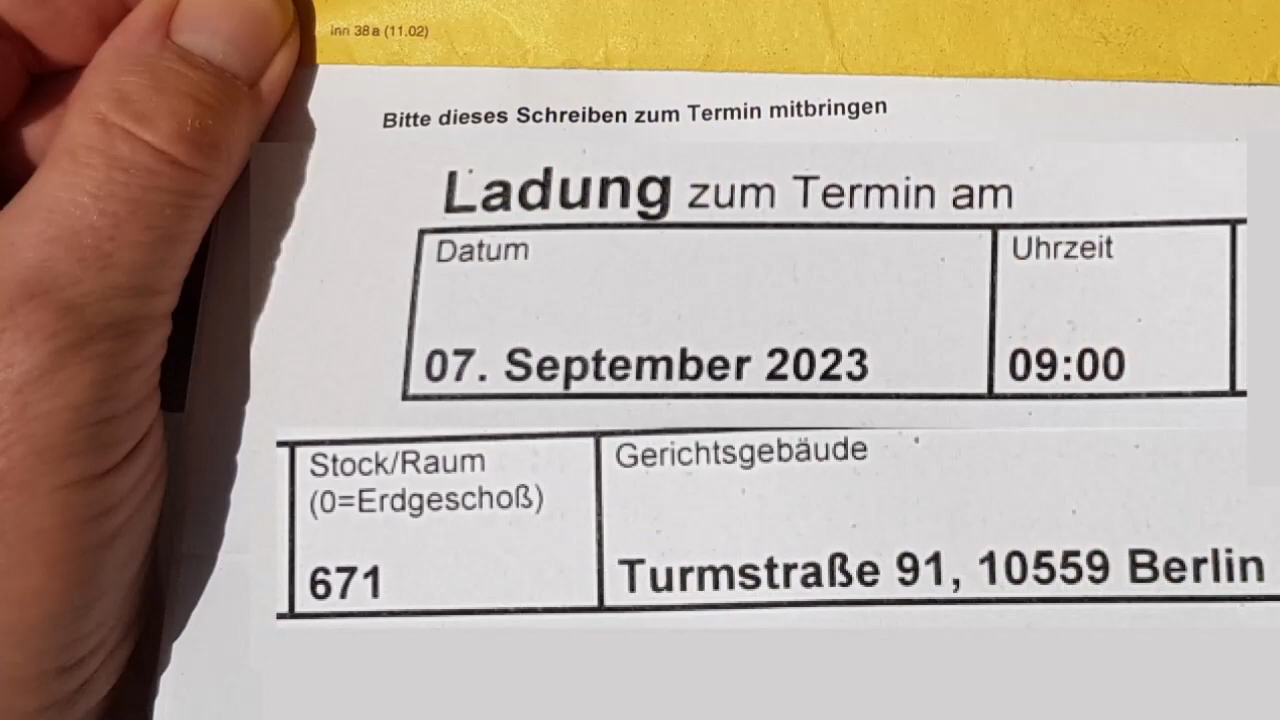 Inn 38a (11.02)
Bitte dieses Schreiben zum Termin mitbringen
Ladung zum Termin am
Datum
Uhrzeit
07. September 2023
09:00
Stock/Raum
(0=Erdgeschoß)
Gerichtsgebäude
671
Turmstraße 91, 10559 Berlin